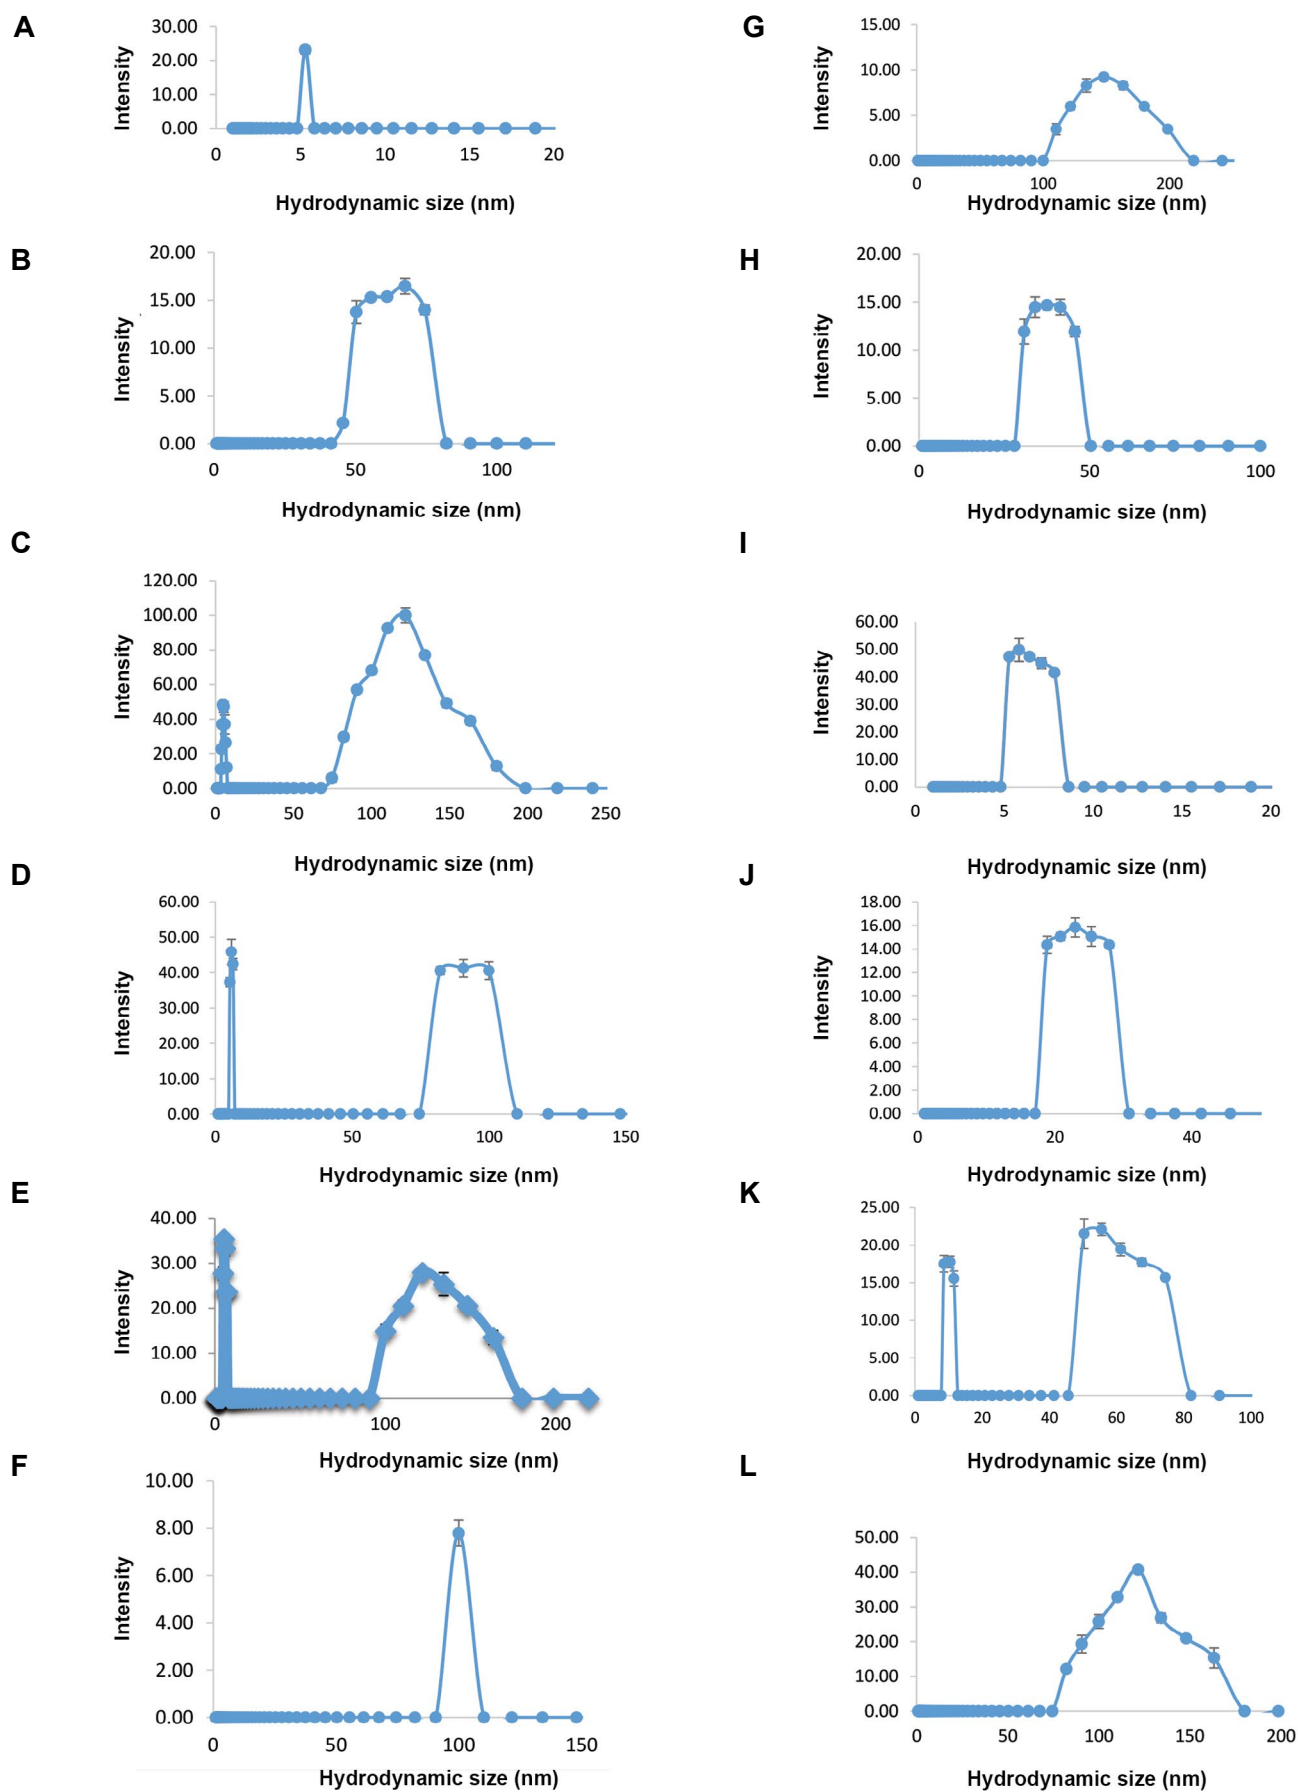 A
Intensity
30.00
20.00
10.00
0.00
0 5 10 15 20
Hydrodynamic size (nm)
B
Intensity
20.00
15.00
10.00
5.00
0.00
0 50 100
Hydrodynamic size (nm)
C
Intensity
120.00
100.00
80.00
60.00
40.00
20.00
0.00
0 50 100 150 200 250
Hydrodynamic size (nm)
D
Intensity
60.00
50.00
40.00
30.00
20.00
10.00
0.00
0 50 100 150
Hydrodynamic size (nm)
E
Intensity
40.00
30.00
20.00
10.00
0.00
0 100 200
Hydrodynamic size (nm)
F
Intensity
10.00
8.00
6.00
4.00
2.00
0.00
0 50 100 150
Hydrodynamic size (nm)
G
Intensity
15.00
10.00
5.00
0.00
0 100 200
Hydrodynamic size (nm)
H
Intensity
20.00
15.00
10.00
5.00
0.00
0 50 100
Hydrodynamic size (nm)
I
Intensity
60.00
50.00
40.00
30.00
20.00
10.00
0.00
0 5 10 15 20
Hydrodynamic size (nm)
J
Intensity
18.00
16.00
14.00
12.00
10.00
8.00
6.00
4.00
2.00
0.00
0 20 40
Hydrodynamic size (nm)
K
Intensity
25.00
20.00
15.00
10.00
5.00
0.00
0 20 40 60 80 100
Hydrodynamic size (nm)
L
Intensity
50.00
40.00
30.00
20.00
10.00
0.00
0 50 100 150 200
Hydrodynamic size (nm)